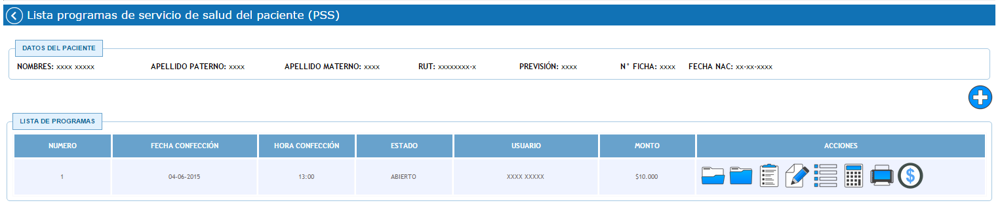 Lista programas de servicio de salud del paciente (PSS)
DATOS DEL PACIENTE
NOMBRES: xxxx xxxxx APELLIDO PATERNO: xxxx APELLIDO MATERNO: xxxx RUT: xxxxxxxx-x PREVISIÓN: xxxx N° FICHA: xxxx FECHA NAC: xx-xx-xxxx
LISTA DE PROGRAMAS
NUMERO FECHA CONFECCIÓN HORA CONFECCIÓN ESTADO USUARIO MONTO ACCIONES
1 04-06-2015 13:00 ABIERTO XXXX XXXXX $10.000 $